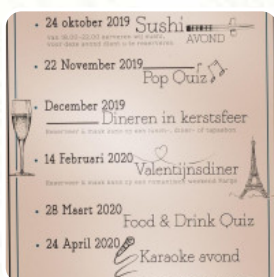 24 oktober 2019 Sushi
AVOND
22 November 2019
Pop Quiz
December 2019
Dineren in kerstsfeer
14 Februari 2020
Valentijnsdiner
28 Maart 2020
Food & Drink Quiz
24 April 2020
Karaoke avond